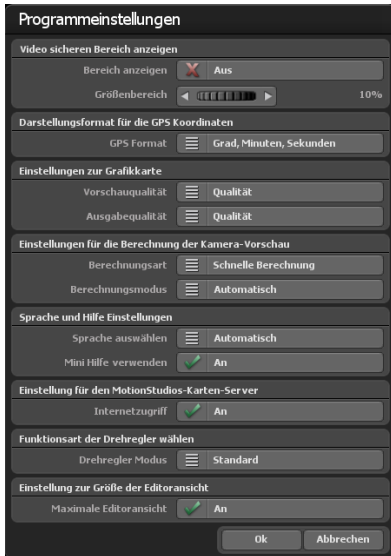 Programmeinstellungen
Video sicheren Bereich anzeigen
Bereich anzeigen Aus
Größenbereich 10%
Darstellungsformat für die GPS Koordinaten
GPS Format Grad, Minuten, Sekunden
Einstellungen zur Grafikkarte
Vorschauqualität Qualität
Ausgabequalität Qualität
Einstellungen für die Berechnung der Kamera-Vorschau
Berechnungsart Schnelle Berechnung
Berechnungsmodus Automatisch
Sprache und Hilfe Einstellungen
Sprache auswählen Automatisch
Mini Hilfe verwenden An
Einstellung für den MotionStudios-Karten-Server
Internetzugriff An
Funktionsart der Drehregler wählen
Drehregler Modus Standard
Einstellung zur Größe der Editoransicht
Maximale Editoransicht An
Ok Abbrechen